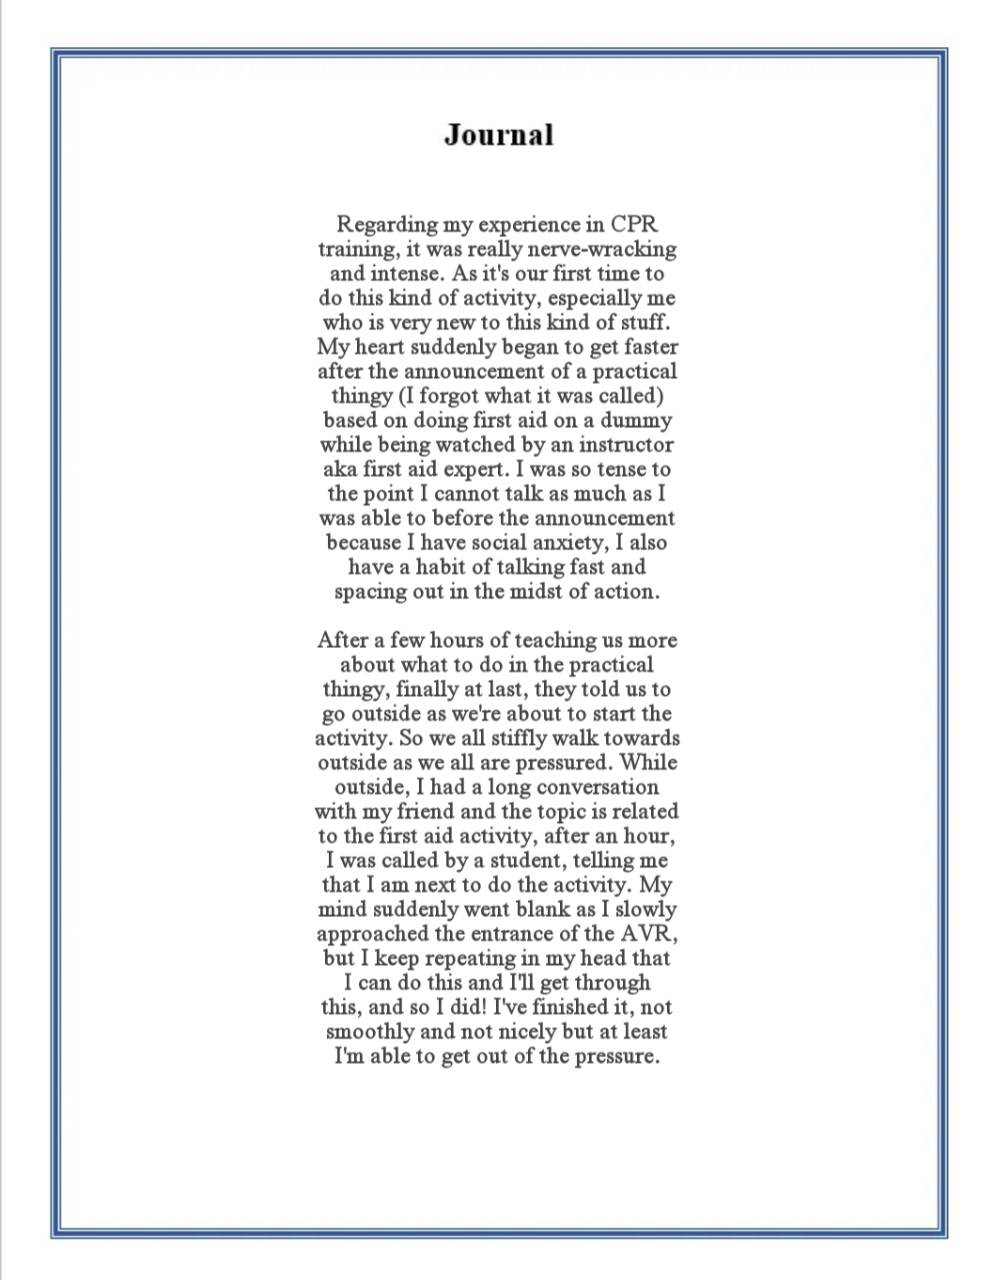 Journal
Regarding my experience in CPR
training, it was really nerve-wracking
and intense. As it's our first time to
do this kind of activity, especially me
who is very new to this kind of stuff.
My heart suddenly began to get faster
after the announcement of a practical
thingy (I forgot what it was called)
based on doing first aid on a dummy
while being watched by an instructor
aka first aid expert. I was so tense to
the point I cannot talk as much as I
was able to before the announcement
because I have social anxiety, I also
have a habit of talking fast and
spacing out in the midst of action.
After a few hours of teaching us more
about what to do in the practical
thingy, finally at last, they told us to
go outside as we're about to start the
activity. So we all stiffly walk towards
outside as we all are pressured. While
outside, I had a long conversation
with my friend and the topic is related
to the first aid activity, after an hour,
I was called by a student, telling me
that I am next to do the activity. My
mind suddenly went blank as I slowly
approached the entrance of the AVR,
but I keep repeating in my head that
I can do this and I'll get through
this, and so I did! I've finished it, not
smoothly and not nicely but at least
I'm able to get out of the pressure.